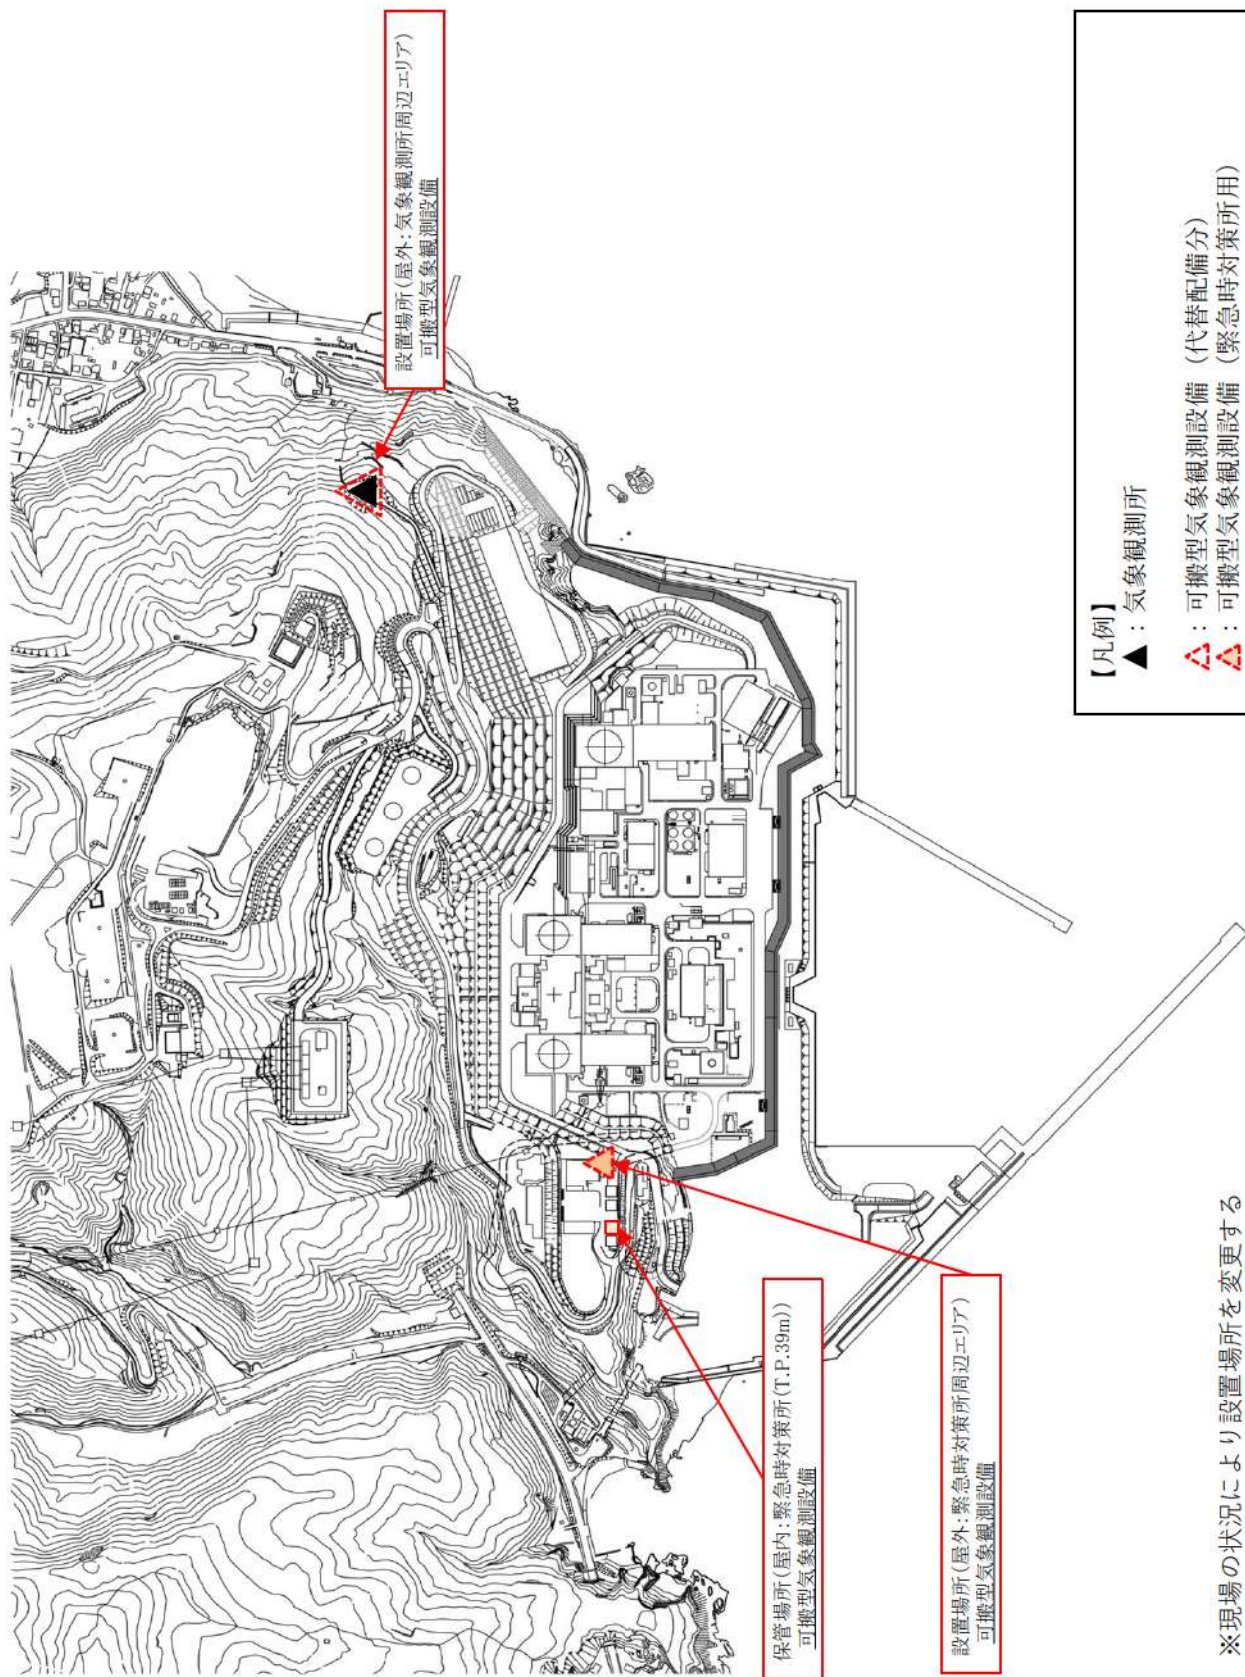 設置場所(屋外:気象観測所周辺エリア)
可搬型気象観測設備
保管場所(屋内:緊急時対策所(T.P.39m))
可搬型気象観測設備
設置場所(屋外:緊急時対策所周辺エリア)
可搬型気象観測設備
【凡例】
▲:気象観測所
:可搬型気象観測設備(代替配備分)
:可搬型気象観測設備(緊急時対策所用)
※現場の状況により設置場所を変更する